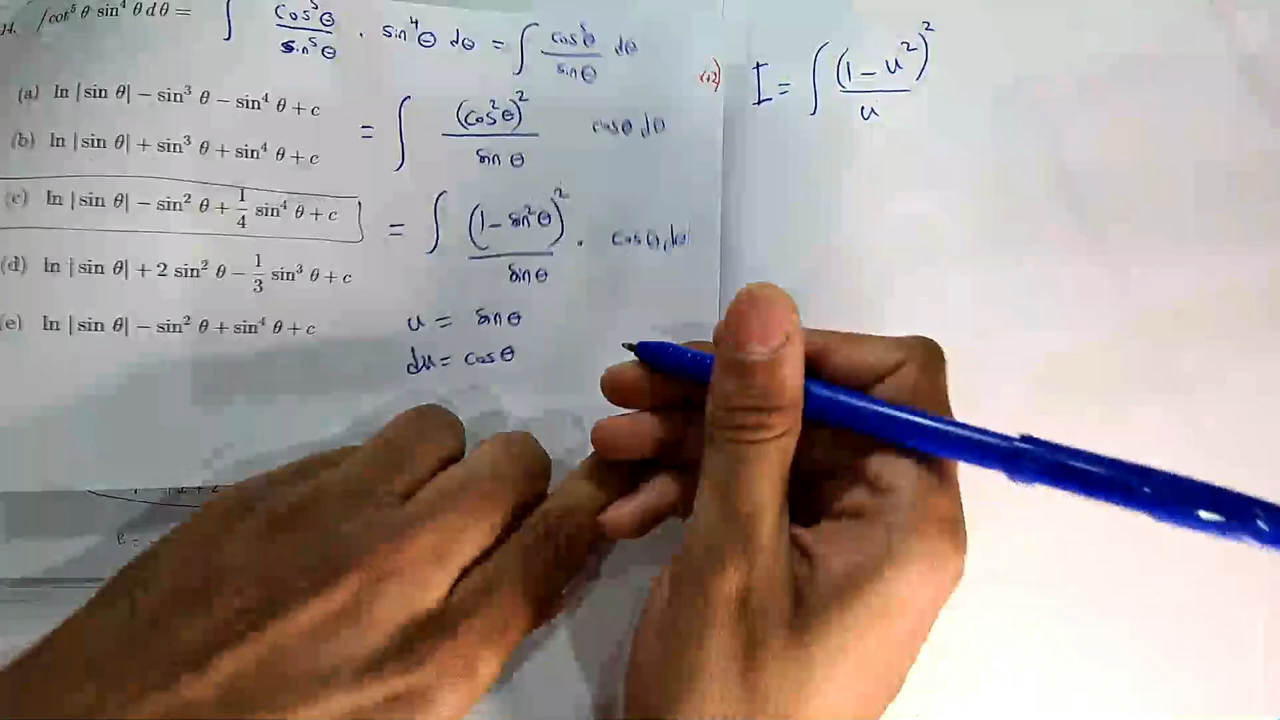 14. ∫cot⁵ θ sin⁴ θ dθ = ∫ cos⁵θ/sin⁵θ . sin⁴θ dθ = ∫ cos⁵θ/sinθ dθ
(a) ln |sin θ| − sin³ θ − sin⁴ θ + c
(b) ln |sin θ| + sin³ θ + sin⁴ θ + c
(c) ln |sin θ| − sin² θ + 1/4 sin⁴ θ + c
(d) ln |sin θ| + 2 sin² θ − 1/3 sin³ θ + c
(e) ln |sin θ| − sin² θ + sin⁴ θ + c
= ∫ (cos²θ)²/sin θ cosθ dθ
= ∫ (1 − sin²θ)²/sinθ . cosθ dθ
u = sinθ
du = cosθ
I = ∫ (1 − u²)²/u